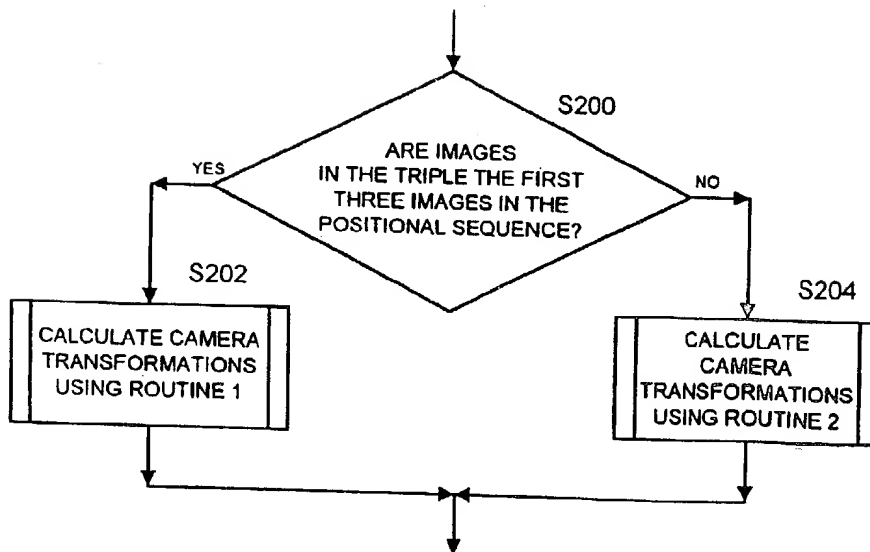 S200
ARE IMAGES
IN THE TRIPLE THE FIRST
THREE IMAGES IN THE
POSITIONAL SEQUENCE?
YES
NO
S202
CALCULATE CAMERA
TRANSFORMATIONS
USING ROUTINE 1
S204
CALCULATE
CAMERA
TRANSFORMATIONS
USING ROUTINE 2